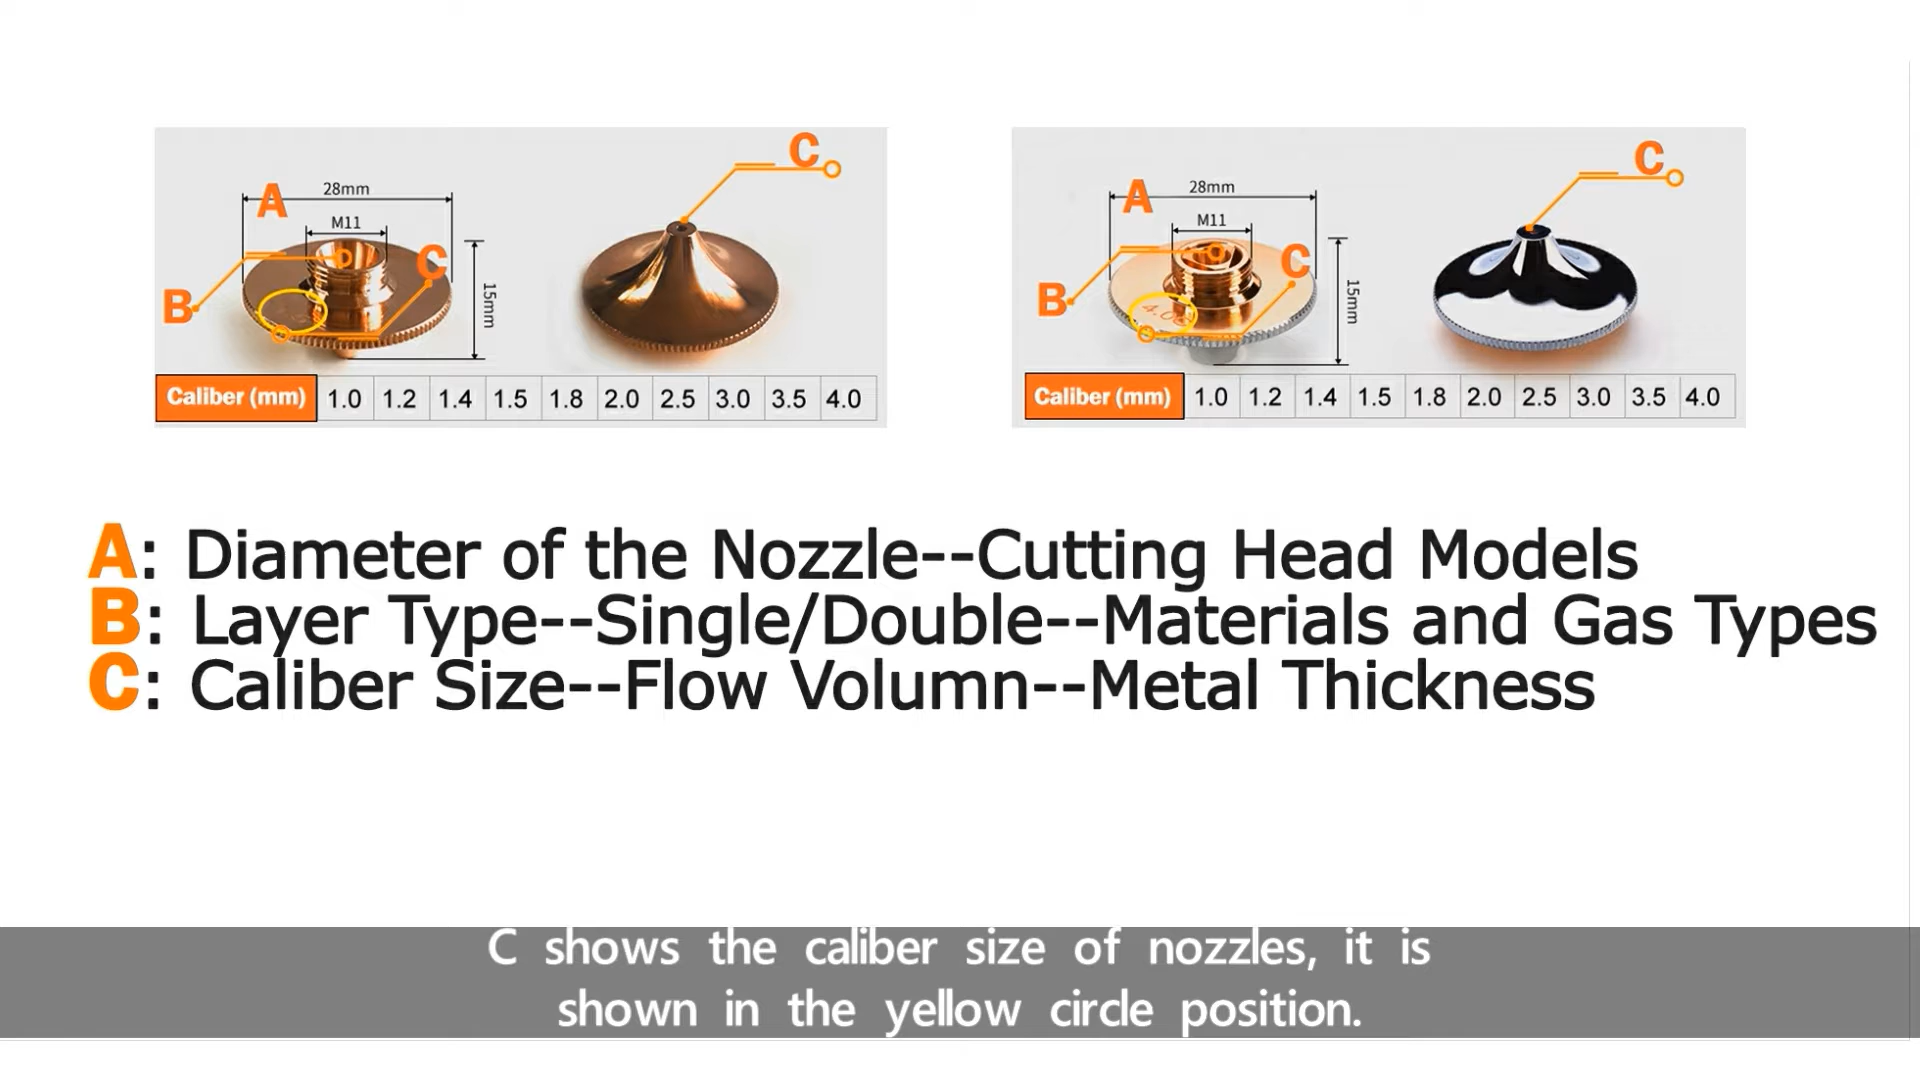 C
A
28mm
M11
C
B
15mm
Caliber (mm) 1.0 1.2 1.4 1.5 1.8 2.0 2.5 3.0 3.5 4.0
C
A
28mm
M11
C
B
4.0
15mm
Caliber (mm) 1.0 1.2 1.4 1.5 1.8 2.0 2.5 3.0 3.5 4.0
A: Diameter of the Nozzle--Cutting Head Models
B: Layer Type--Single/Double--Materials and Gas Types
C: Caliber Size--Flow Volumn--Metal Thickness
C shows the caliber size of nozzles, it is
shown in the yellow circle position.